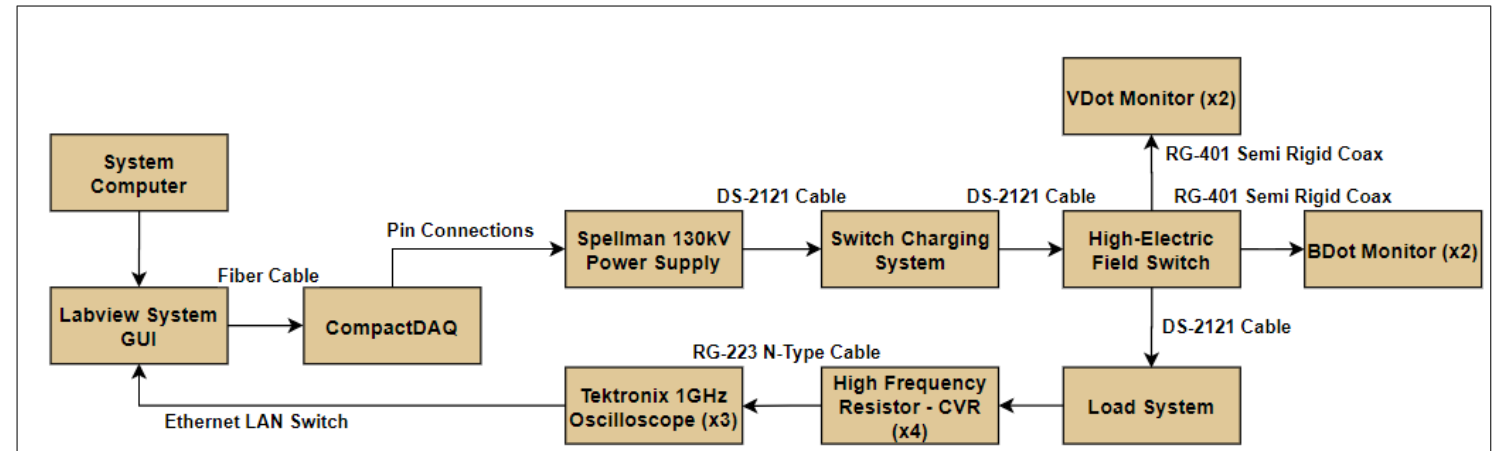 VDot Monitor (x2)
RG-401 Semi Rigid Coax
System
Computer
DS-2121 Cable
DS-2121 Cable
RG-401 Semi Rigid Coax
Pin Connections
Spellman 130kV
Power Supply
Switch Charging
System
High-Electric
Field Switch
BDot Monitor (x2)
Fiber Cable
Labview System
GUI
CompactDAQ
DS-2121 Cable
RG-223 N-Type Cable
Tektronix 1GHz
Oscilloscope (x3)
High Frequency
Resistor - CVR
(x4)
Load System
Ethernet LAN Switch